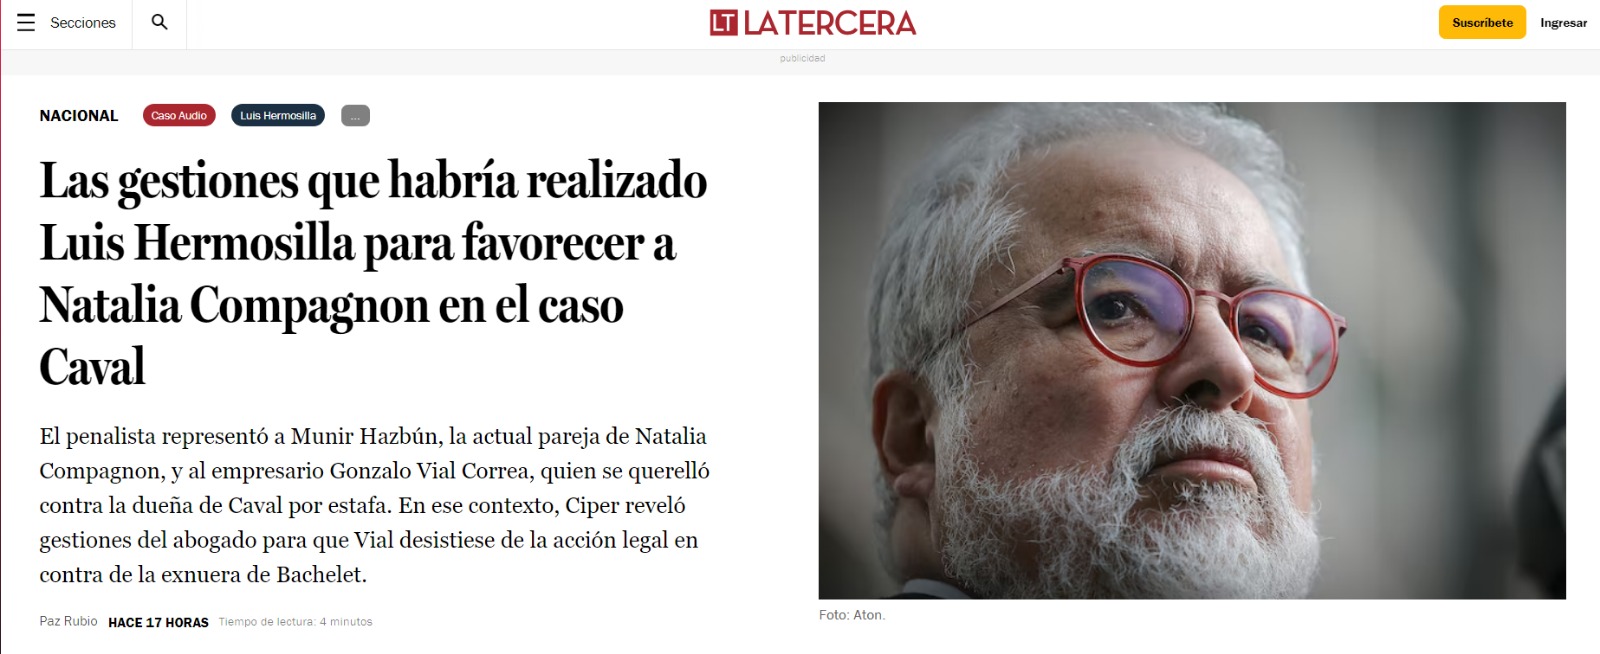 Secciones
LT LATERCERA
Suscríbete
Ingresar
publicidad
NACIONAL
Caso Audio
Luis Hermosilla
...
Las gestiones que habría realizado
Luis Hermosilla para favorecer a
Natalia Compagnon en el caso
Caval
El penalista representó a Munir Hazbún, la actual pareja de Natalia
Compagnon, y al empresario Gonzalo Vial Correa, quien se querelló
contra la dueña de Caval por estafa. En ese contexto, Ciper reveló
gestiones del abogado para que Vial desistiese de la acción legal en
contra de la exnuera de Bachelet.
Paz Rubio HACE 17 HORAS Tiempo de lectura: 4 minutos
Foto: Aton.